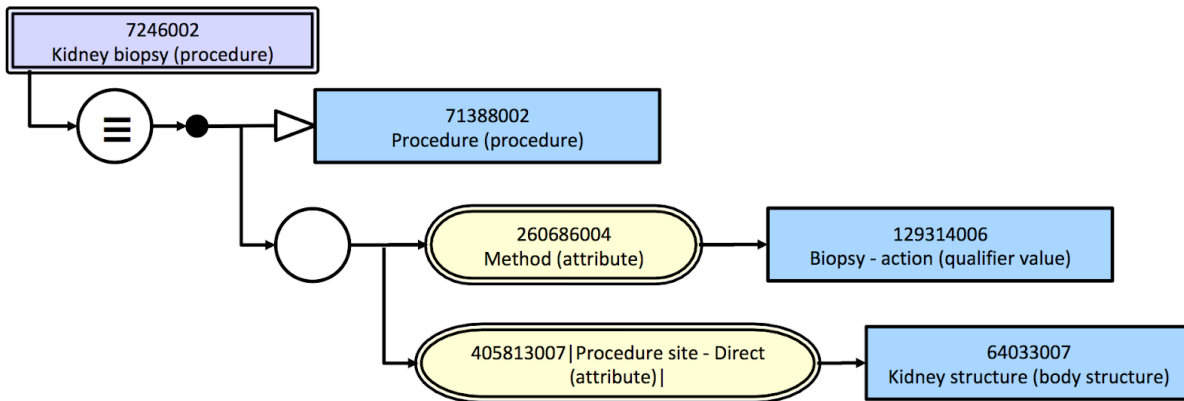 7246002
Kidney biopsy (procedure)
71388002
Procedure (procedure)
260686004
Method (attribute)
129314006
Biopsy - action (qualifier value)
405813007|Procedure site - Direct
(attribute)|
64033007
Kidney structure (body structure)